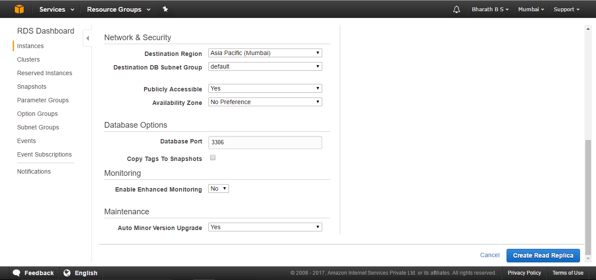 Services Resource Groups Bharath R S Mumbai Support
RDS Dashboard
Instances
Clusters
Reserved Instances
Snapshots
Parameter Groups
Option Groups
Subnet Groups
Events
Event Subscriptions
Notifications
Network & Security
Destination Region Asia Pacific (Mumbai)
Destination DB Subnet Group default
Publicly Accessible Yes
Availability Zone No Preference
Database Options
Database Port 3306
Copy Tags To Snapshots
Monitoring
Enable Enhanced Monitoring No
Maintenance
Auto Minor Version Upgrade Yes
Cancel Create Read Replica
Feedback English © 2008 - 2017, Amazon Internet Services Private Ltd. or its affiliates. All rights reserved. Privacy Policy Terms of Use